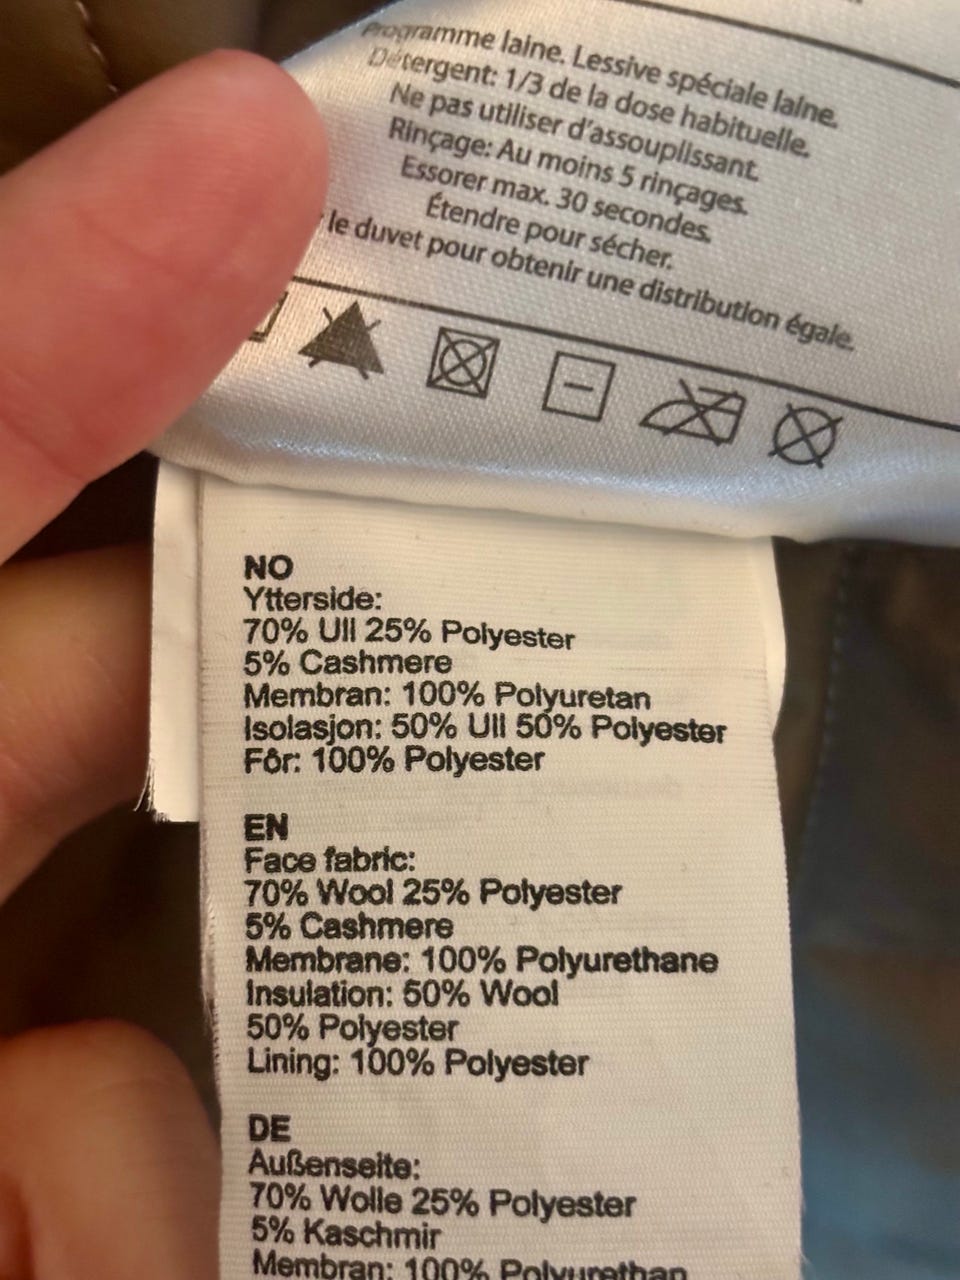 Programme laine. Lessive spéciale laine.
Détergent: 1/3 de la dose habituelle.
Ne pas utiliser d'assouplissant.
Rinçage: Au moins 5 rinçages.
Essorer max. 30 secondes.
Étendre pour sécher.
le duvet pour obtenir une distribution égale.
NO
Ytterside:
70% Ull 25% Polyester
5% Cashmere
Membran: 100% Polyuretan
Isolasjon: 50% Ull 50% Polyester
Fôr: 100% Polyester
EN
Face fabric:
70% Wool 25% Polyester
5% Cashmere
Membrane: 100% Polyurethane
Insulation: 50% Wool
50% Polyester
Lining: 100% Polyester
DE
Außenseite:
70% Wolle 25% Polyester
5% Kaschmir
Membran: 100% Polyurethan